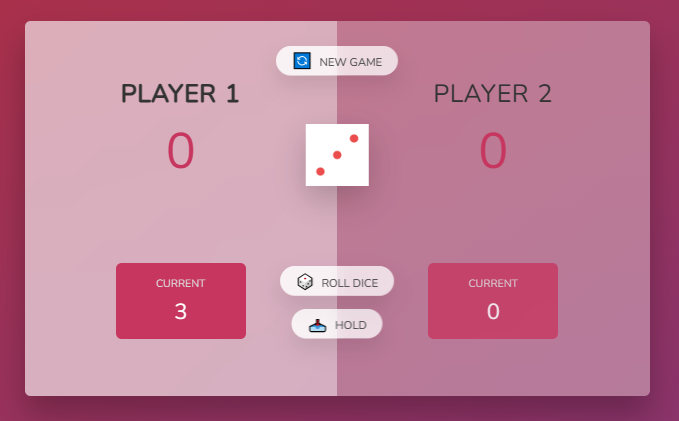 NEW GAME
PLAYER 1
PLAYER 2
0
0
CURRENT
3
ROLL DICE
HOLD
CURRENT
0